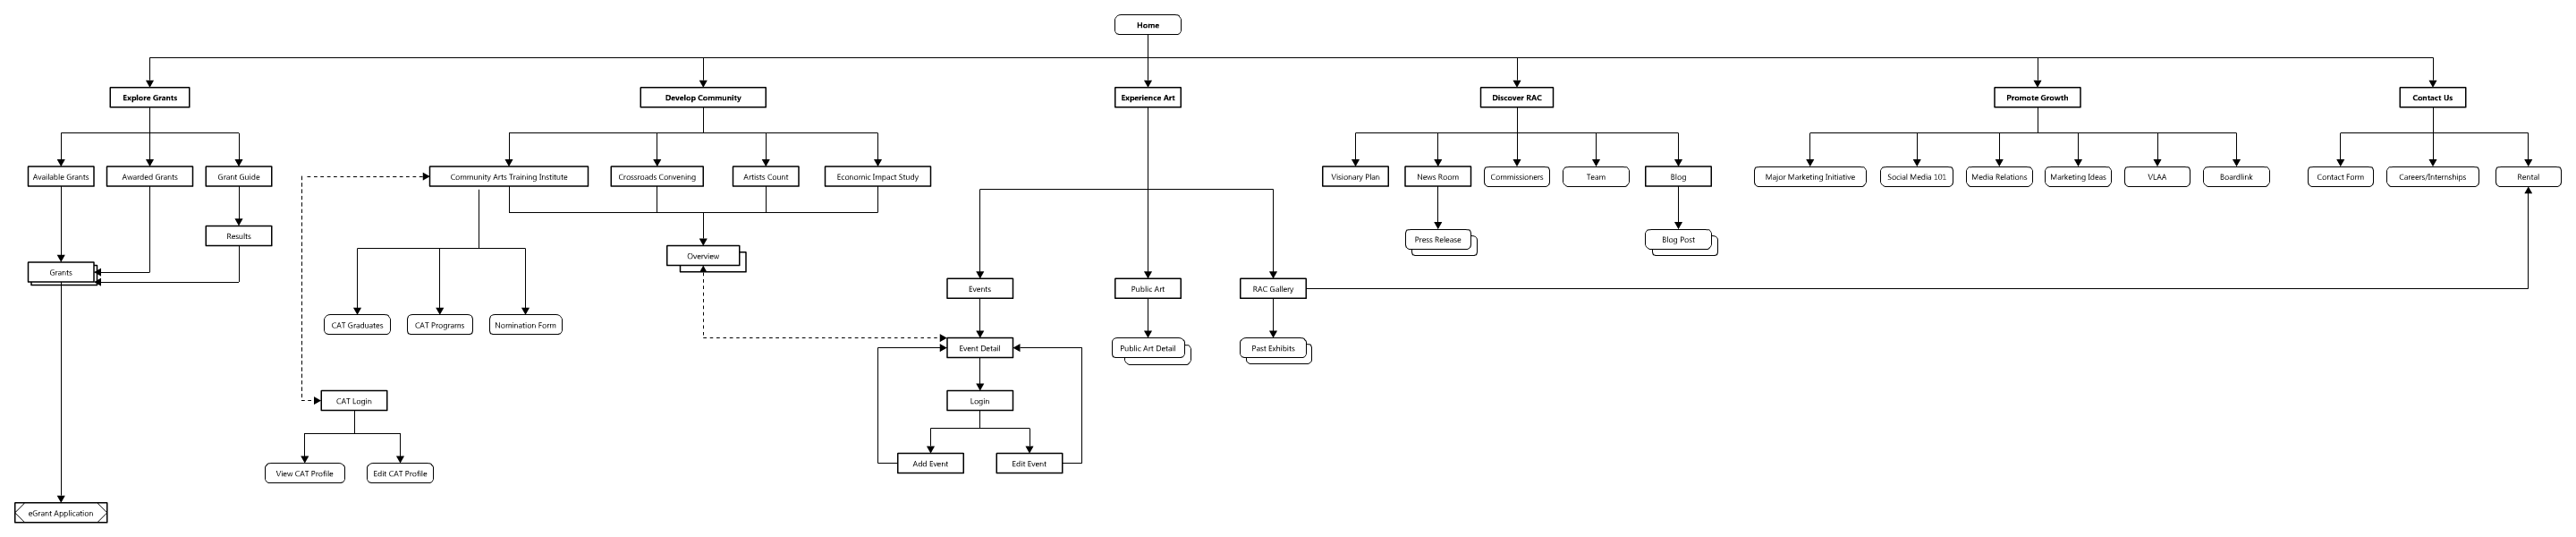 Home
Explore Grants
Develop Community
Experience Art
Discover RAC
Promote Growth
Contact Us
Available Grants
Awarded Grants
Grant Guide
Community Arts Training Institute
Crossroads Convening
Artists Count
Economic Impact Study
Visionary Plan
News Room
Commissioners
Team
Blog
Major Marketing Initiative
Social Media 101
Media Relations
Marketing Ideas
VLAA
Boardlink
Contact Form
Careers/Internships
Rental
Results
Press Release
Blog Post
Overview
Grants
Events
Public Art
RAC Gallery
CAT Graduates
CAT Programs
Nomination Form
Event Detail
Public Art Detail
Past Exhibits
CAT Login
Login
Add Event
Edit Event
View CAT Profile
Edit CAT Profile
eGrant Application